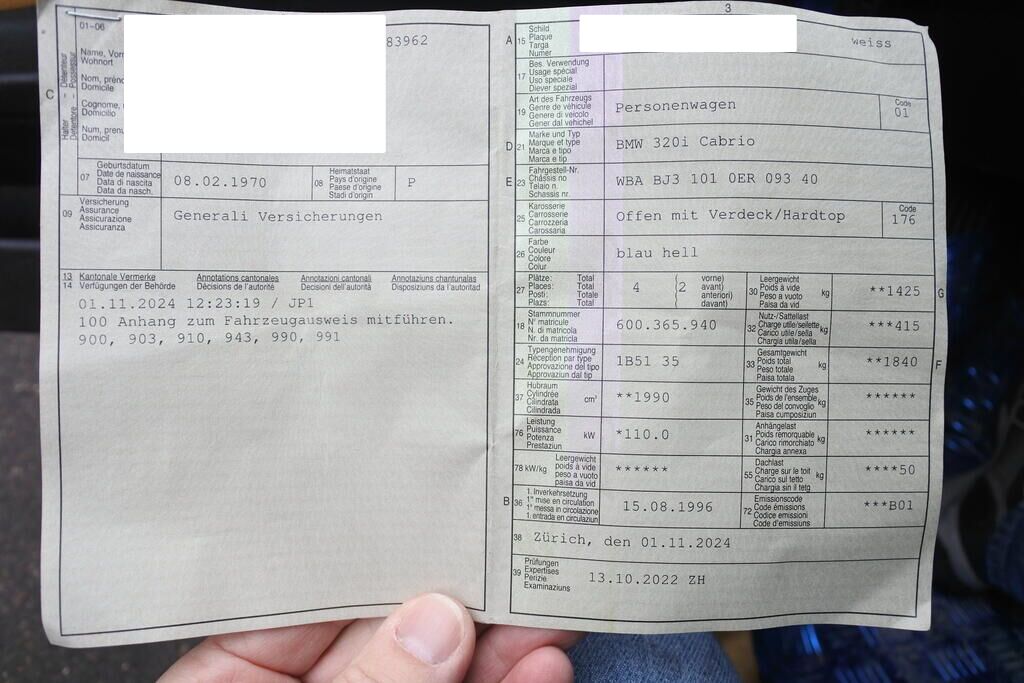 01-06
83962
C
Halter – Détenteur
Detentore – Possessur
Name, Vor
Wohnort
Nom, préno
Domicile
Cognome,
Domicilio
Num, pren
Domicil
07
Geburtsdatum
Date de naissance
Data di nascita
Data da nasch.
08.02.1970
08
Heimatstaat
Pays d'origine
Paese d'origine
Stadi d'origin
P
09
Versicherung
Assurance
Assicurazione
Assicuranza
Generali Versicherungen
13 Kantonale Vermerke Annotations cantonales Annotazioni cantonali Annotaziuns chantunalas
14 Verfügungen der Behörde Décisions de l'autorité Decisioni dell'autorità Disposiziuns da l'autoritad
01.11.2024 12:23:19 / JP1
100 Anhang zum Fahrzeugausweis mitführen.
900, 903, 910, 943, 990, 991
3
A
15
Schild
Plaque
Targa
Numer
weiss
17
Bes. Verwendung
Usage spécial
Uso speciale
Diever spezial
19
Art des Fahrzeugs
Genre de véhicule
Genere di veicolo
Gener dal vehichel
Personenwagen
Code
01
D
21
Marke und Typ
Marque et type
Marca e tipo
Marca e tip
BMW 320i Cabrio
E
23
Fahrgestell-Nr.
Châssis no
Telaio n.
Schassis nr.
WBA BJ3 101 0ER 093 40
25
Karosserie
Carrosserie
Carrozzeria
Carossaria
Offen mit Verdeck/Hardtop
Code
176
26
Farbe
Couleur
Colore
Colur
blau hell
27
Plätze: Total
Places: Total
Posti: Totale
Plazs: Total
4
(2
vorne)
avant)
anteriori)
davant)
30
Leergewicht
Poids à vide
Peso a vuoto
Paisa da vid
kg
**1425
G
18
Stammnummer
N° matricule
N. di matricola
Nr. da matricla
600.365.940
32
Nutz-/Sattellast
Charge utile/sellette
Carico utile/sella
Chargia utila/sella
kg
***415
24
Typengenehmigung
Réception par type
Approvazione del tipo
Approvaziun dal tip
1B51 35
33
Gesamtgewicht
Poids total
Peso totale
Paisa totala
kg
**1840
F
37
Hubraum
Cylindrée
Cilindrata
Cilindrada
cm³
**1990
35
Gewicht des Zuges
Poids de l'ensemble
Peso del convoglio
Paisa cumposiziun
kg
******
76
Leistung
Puissance
Potenza
Prestaziun
kW
*110.0
31
Anhängelast
Poids remorquable
Carico rimorchiato
Chargia annexa
kg
******
78 kW/kg
Leergewicht
poids à vide
peso a vuoto
paisa da vid
******
55
Dachlast
Charge sur le toit
Carico sul tetto
Chargia sin il tetg
kg
****50
B
36
1. Inverkehrsetzung
1re mise en circulation
1a messa in circolazione
1. entrada en circulaziun
15.08.1996
72
Emissionscode
Code émissions
Codice emissioni
Code d'emissiuns
***B01
38
Zürich, den 01.11.2024
39
Prüfungen
Expertises
Perizie
Examinaziuns
13.10.2022 ZH